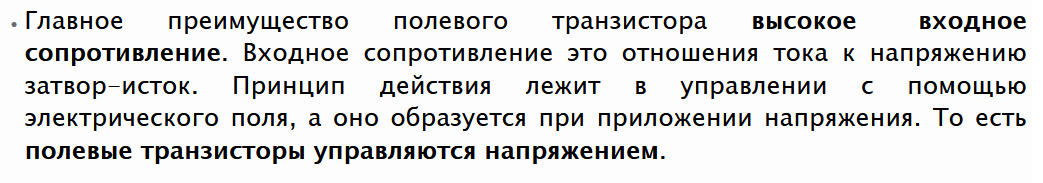 • Главное преимущество полевого транзистора высокое входное
сопротивление. Входное сопротивление это отношения тока к напряжению
затвор-исток. Принцип действия лежит в управлении с помощью
электрического поля, а оно образуется при приложении напряжения. То есть
полевые транзисторы управляются напряжением.